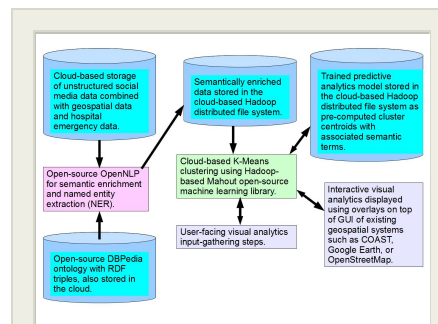 Cloud-based storage
of unstructured social
media data combined
with geospatial data
and hospital
emergency data.
Semantically enriched
data stored in the
cloud-based Hadoop
distributed file system.
Trained predictive
analytics model stored in
the cloud-based Hadoop
distributed file system as
pre-computed cluster
centroids with
associated semantic
terms.
Open-source OpenNLP
for semantic enrichment
and named entity
extraction (NER).
Cloud-based K-Means
clustering using Hadoop-
based Mahout open-source
machine learning library.
Interactive visual
analytics displayed
using overlays on top
of GUI of existing
geospatial systems
such as COAST,
Google Earth, or
OpenStreetMap.
User-facing visual analytics
input-gathering steps.
Open-source DBPedia
ontology with RDF
triples, also stored in
the cloud.